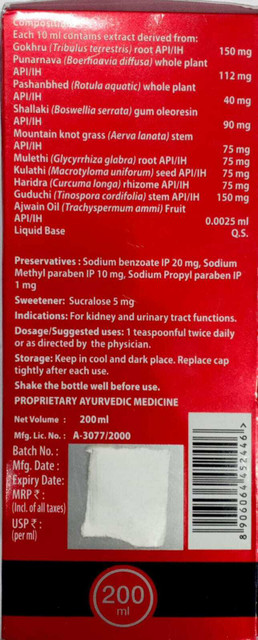 Composition:
Each 10 ml contains extract derived from:
Gokhru (Tribulus terrestris) root API/IH 150 mg
Punarnava (Boerhaavia diffusa) whole plant
API/IH 112 mg
Pashanbhed (Rotula aquatic) whole plant
API/IH 40 mg
Shallaki (Boswellia serrata) gum oleoresin
API/IH 90 mg
Mountain knot grass (Aerva lanata) stem
API/IH 75 mg
Mulethi (Glycyrrhiza glabra) root API/IH 75 mg
Kulathi (Macrotyloma uniforum) seed API/IH 75 mg
Haridra (Curcuma longa) rhizome API/IH 75 mg
Guduchi (Tinospora cordifolia) stem API/IH 150 mg
Ajwain Oil (Trachyspermum ammi) Fruit
API/IH 0.0025 ml
Liquid Base Q.S.
Preservatives : Sodium benzoate IP 20 mg, Sodium
Methyl paraben IP 10 mg, Sodium Propyl paraben IP
1 mg
Sweetener: Sucralose 5 mg
Indications: For kidney and urinary tract functions.
Dosage/Suggested uses: 1 teaspoonful twice daily
or as directed by the physician.
Storage: Keep in cool and dark place. Replace cap
tightly after each use.
Shake the bottle well before use.
PROPRIETARY AYURVEDIC MEDICINE
Net Volume : 200 ml
Mfg. Lic. No. : A-3077/2000
Batch No. :
Mfg. Date :
Expiry Date:
MRP ₹ :
(Incl. of all taxes)
USP ₹ :
(per ml)
8 906064 452446 >
200
ml